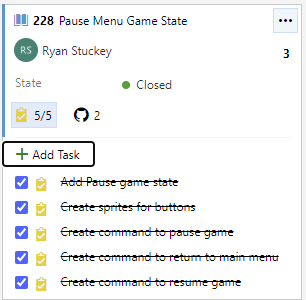 228 Pause Menu Game State
RS Ryan Stuckey 3
State Closed
5/5 2
Add Task
Add Pause game state
Create sprites for buttons
Create command to pause game
Create command to return to main menu
Create command to resume game